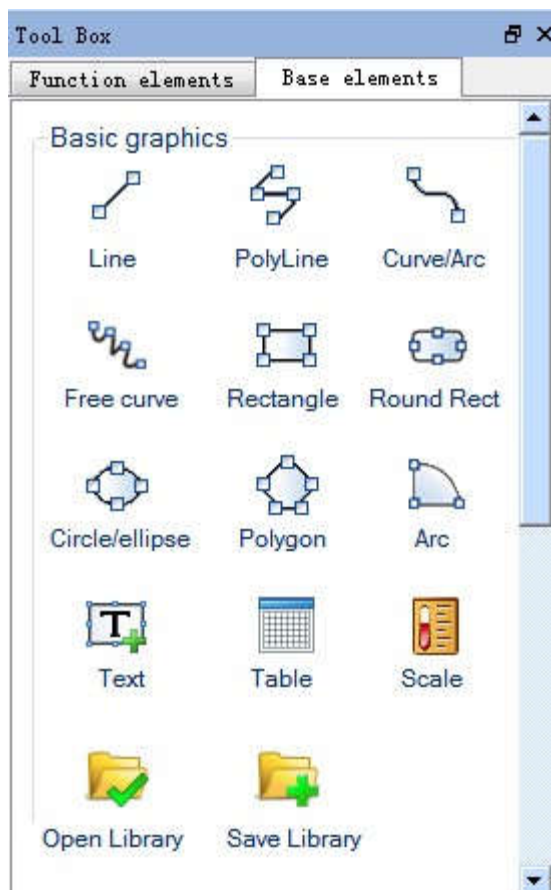 Tool Box
Function elements Base elements
Basic graphics
Line PolyLine Curve/Arc
Free curve Rectangle Round Rect
Circle/ellipse Polygon Arc
T
Text Table Scale
Open Library Save Library